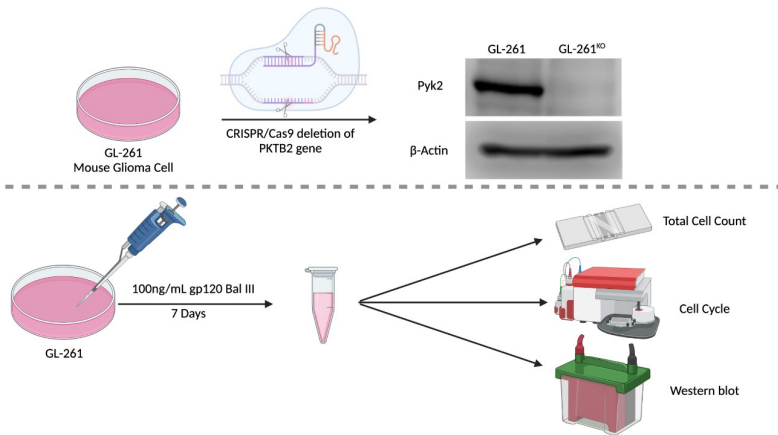 GL-261
GL-261ᴷᴼ
Pyk2
β-Actin
GL-261
Mouse Glioma Cell
CRISPR/Cas9 deletion of
PKTB2 gene
Total Cell Count
100ng/mL gp120 Bal III
7 Days
Cell Cycle
GL-261
Western blot